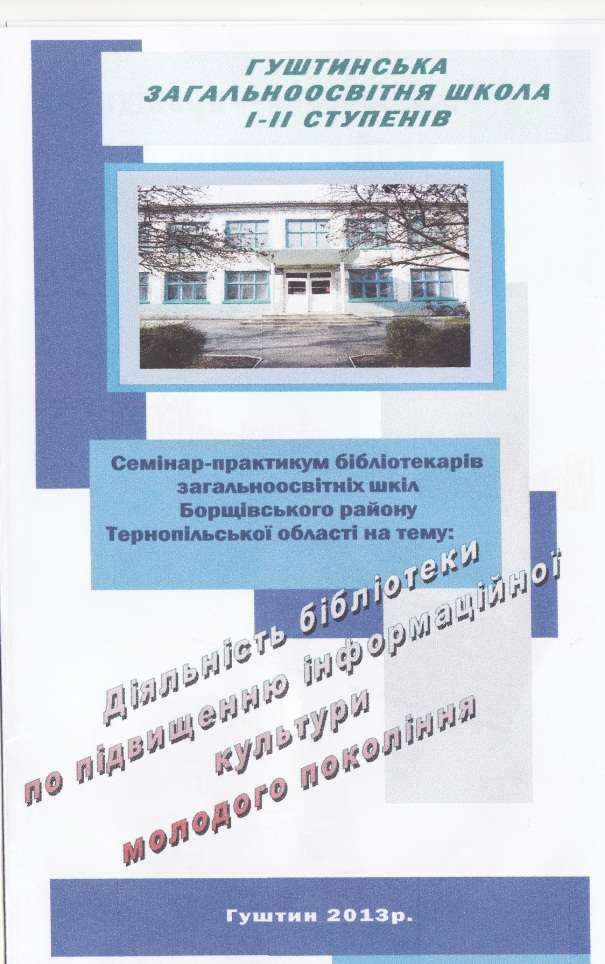 ГУШТИНСЬКА
ЗАГАЛЬНООСВІТНЯ ШКОЛА
І-ІІ СТУПЕНІВ
Семінар-практикум бібліотекарів
загальноосвітніх шкіл
Борщівського району
Тернопільської області на тему:
Діяльність бібліотеки
по підвищенню інформаційної
культури
молодого покоління
Гуштин 2013р.